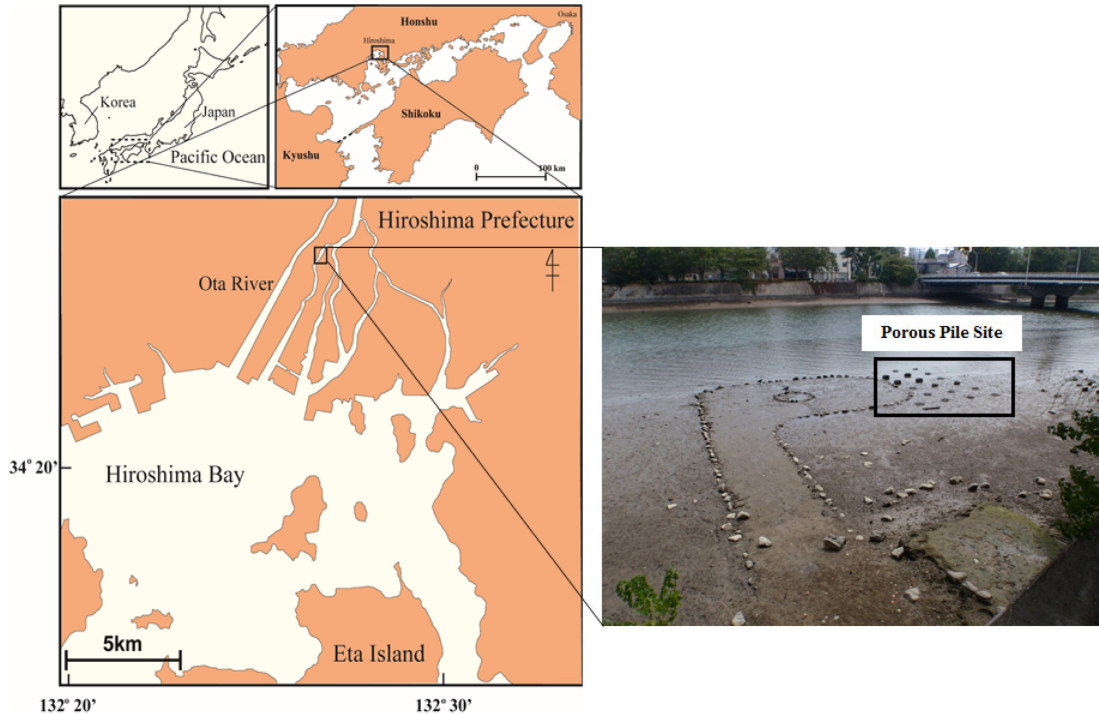 Korea
Japan
Pacific Ocean
Honshu
Osaka
Hiroshima
Shikoku
Kyushu
0 100 km
Hiroshima Prefecture
4
Ota River
34° 20'
Hiroshima Bay
5km
Eta Island
132° 20'
132° 30'
Porous Pile Site